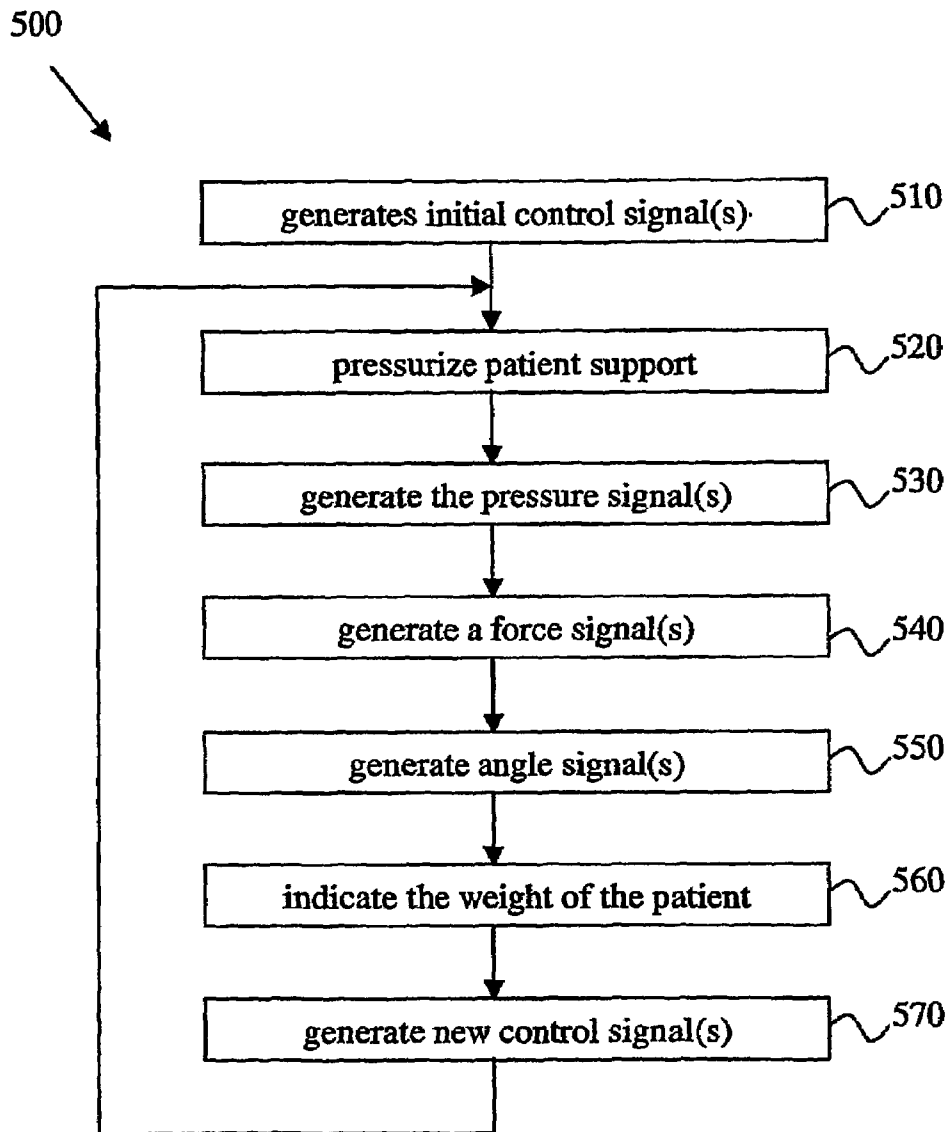 500
generates initial control signal(s)
510
pressurize patient support
520
generate the pressure signal(s)
530
generate a force signal(s)
540
generate angle signal(s)
550
indicate the weight of the patient
560
generate new control signal(s)
570